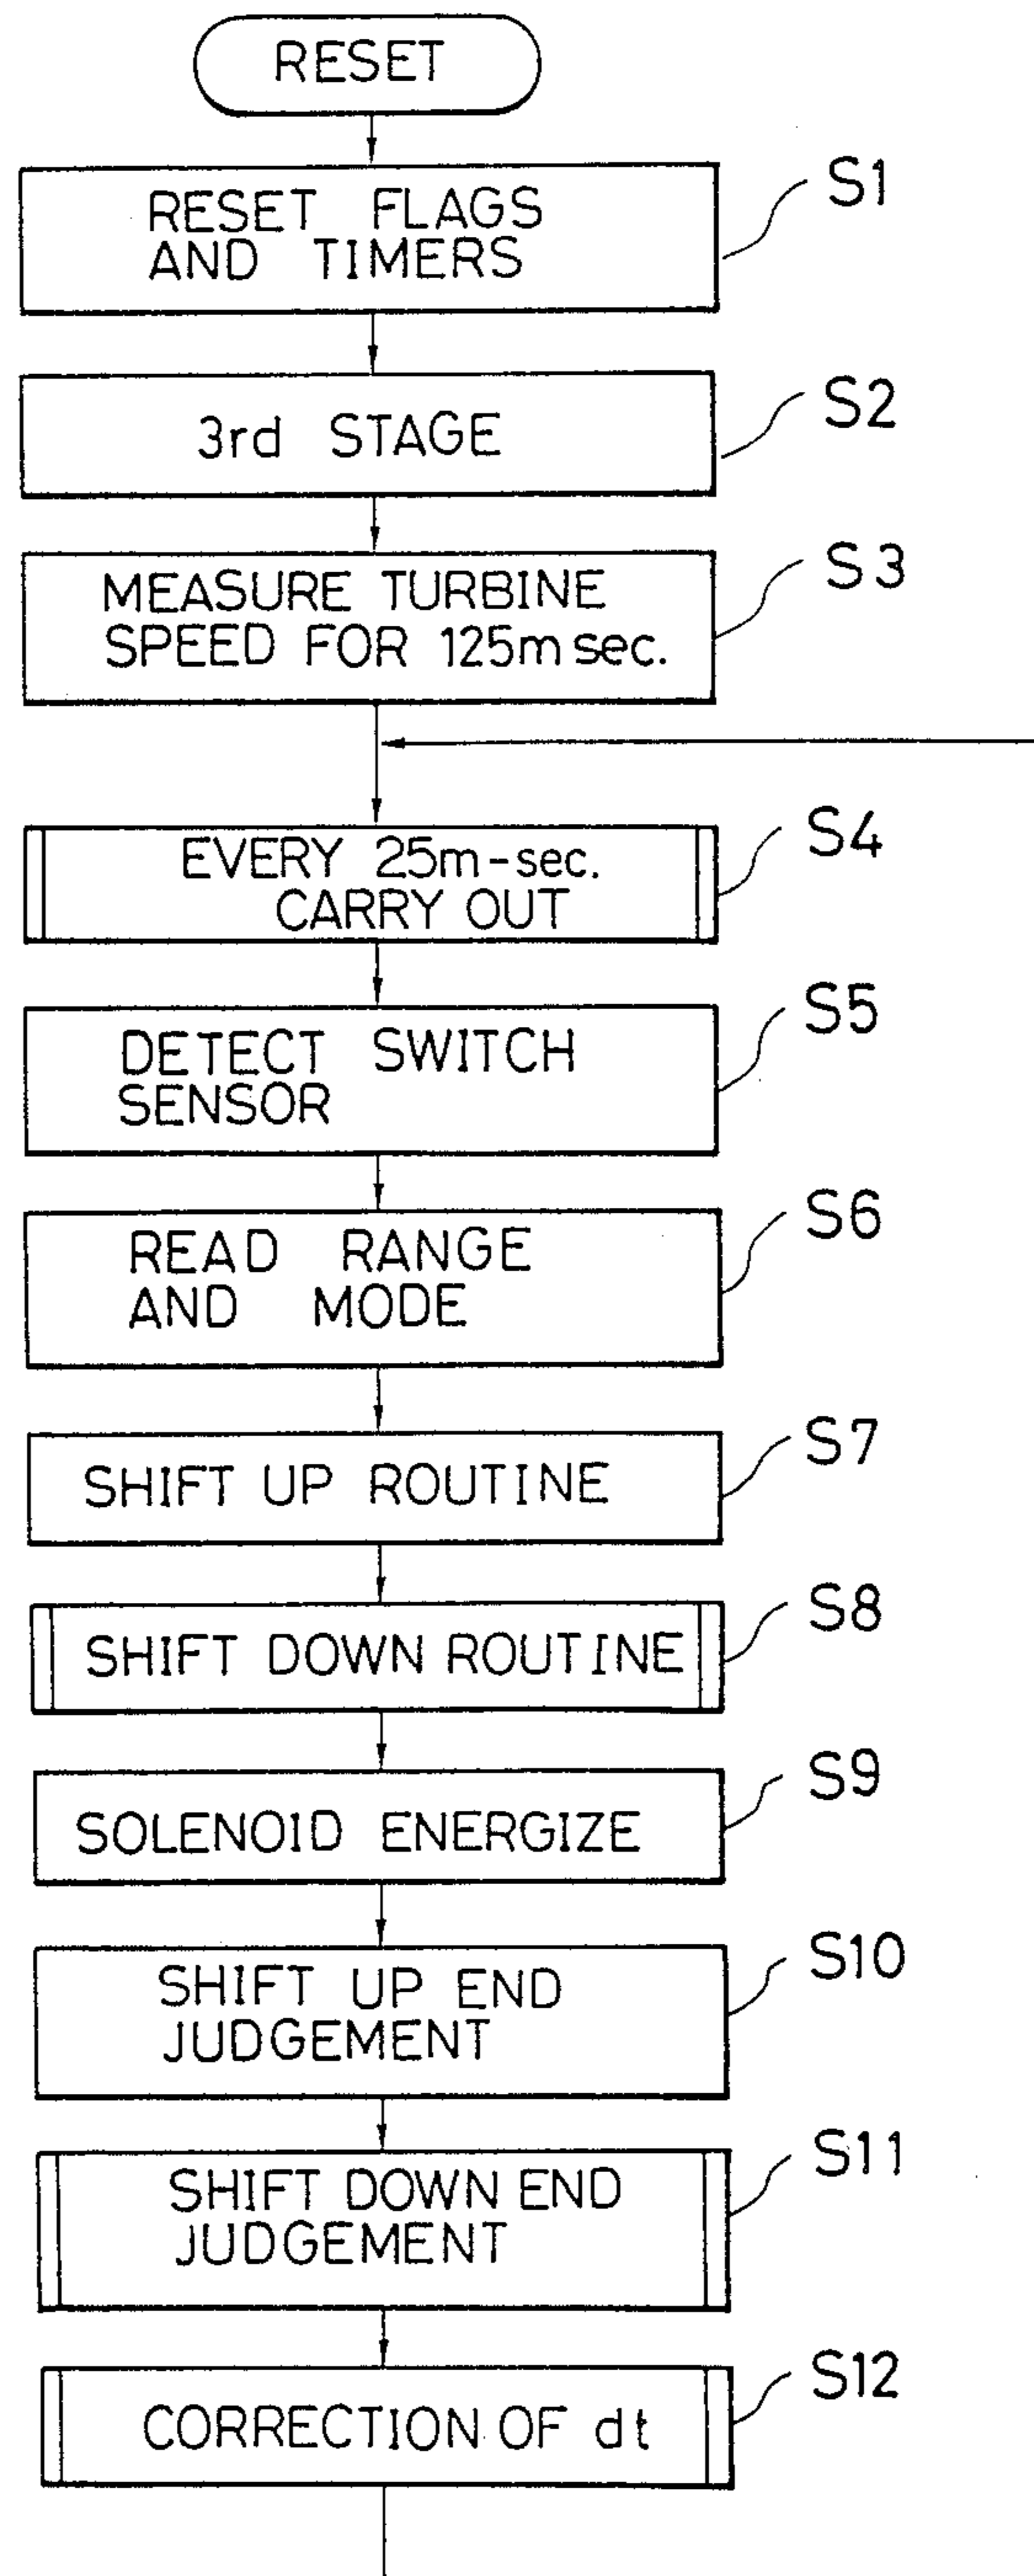 RESET
RESET FLAGS
AND TIMERS
S1
3rd STAGE
S2
MEASURE TURBINE
SPEED FOR 125m sec.
S3
EVERY 25m-sec.
CARRY OUT
S4
DETECT SWITCH
SENSOR
S5
READ RANGE
AND MODE
S6
SHIFT UP ROUTINE
S7
SHIFT DOWN ROUTINE
S8
SOLENOID ENERGIZE
S9
SHIFT UP END
JUDGEMENT
S10
SHIFT DOWN END
JUDGEMENT
S11
CORRECTION OF dt
S12